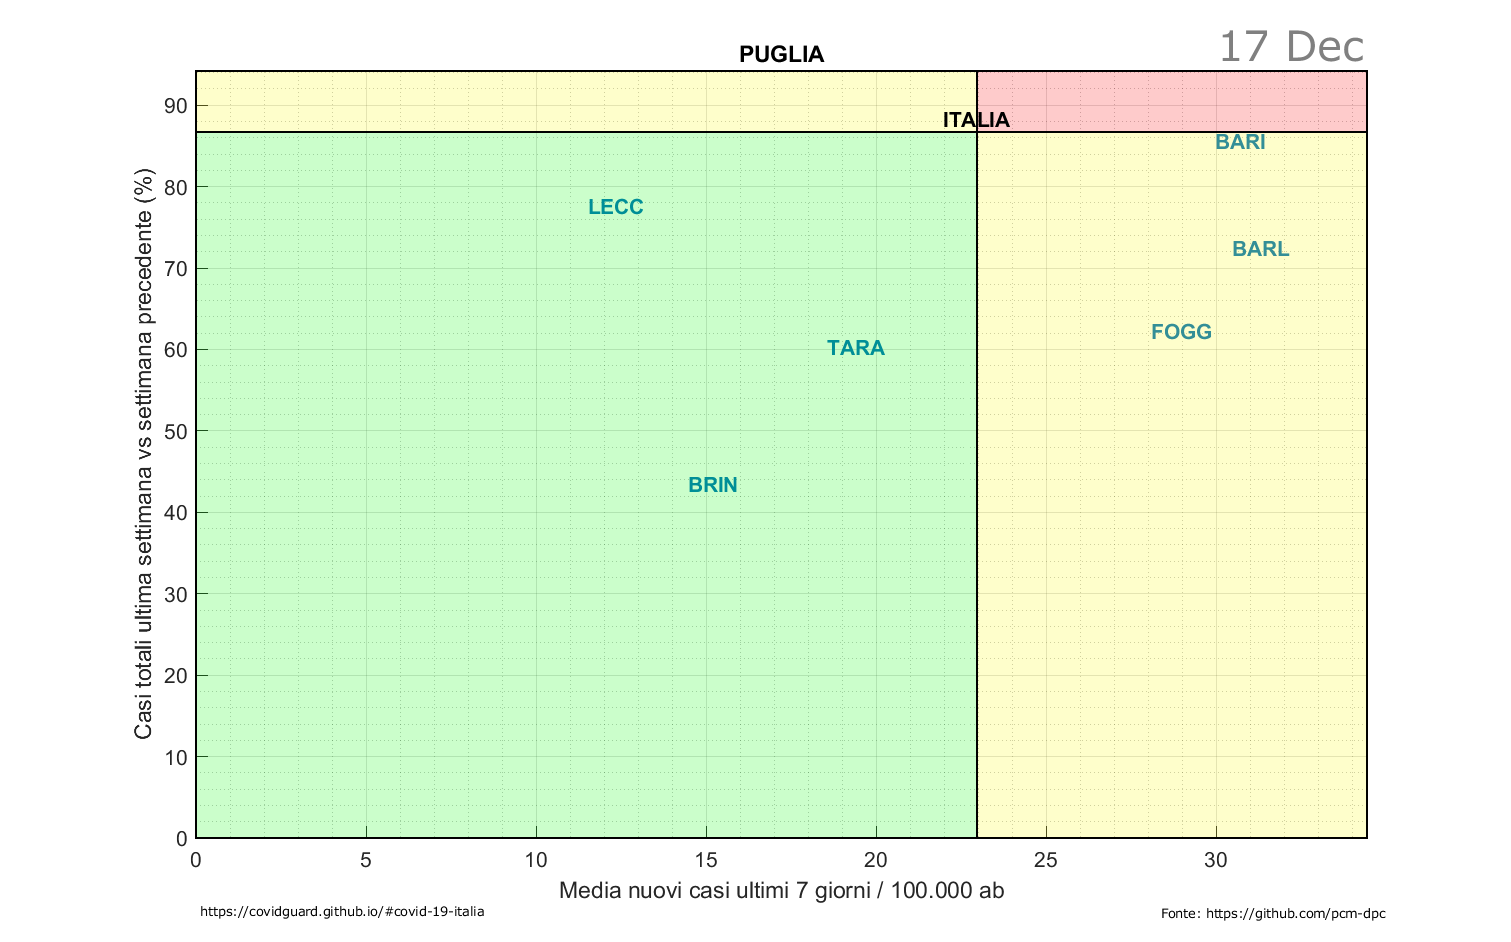 PUGLIA
17 Dec
ITALIA
BARI
LECC
BARL
FOGG
TARA
BRIN
Casi totali ultima settimana vs settimana precedente (%)
90
80
70
60
50
40
30
20
10
0
0 5 10 15 20 25 30
Media nuovi casi ultimi 7 giorni / 100.000 ab
https://covidguard.github.io/#covid-19-italia
Fonte: https://github.com/pcm-dpc